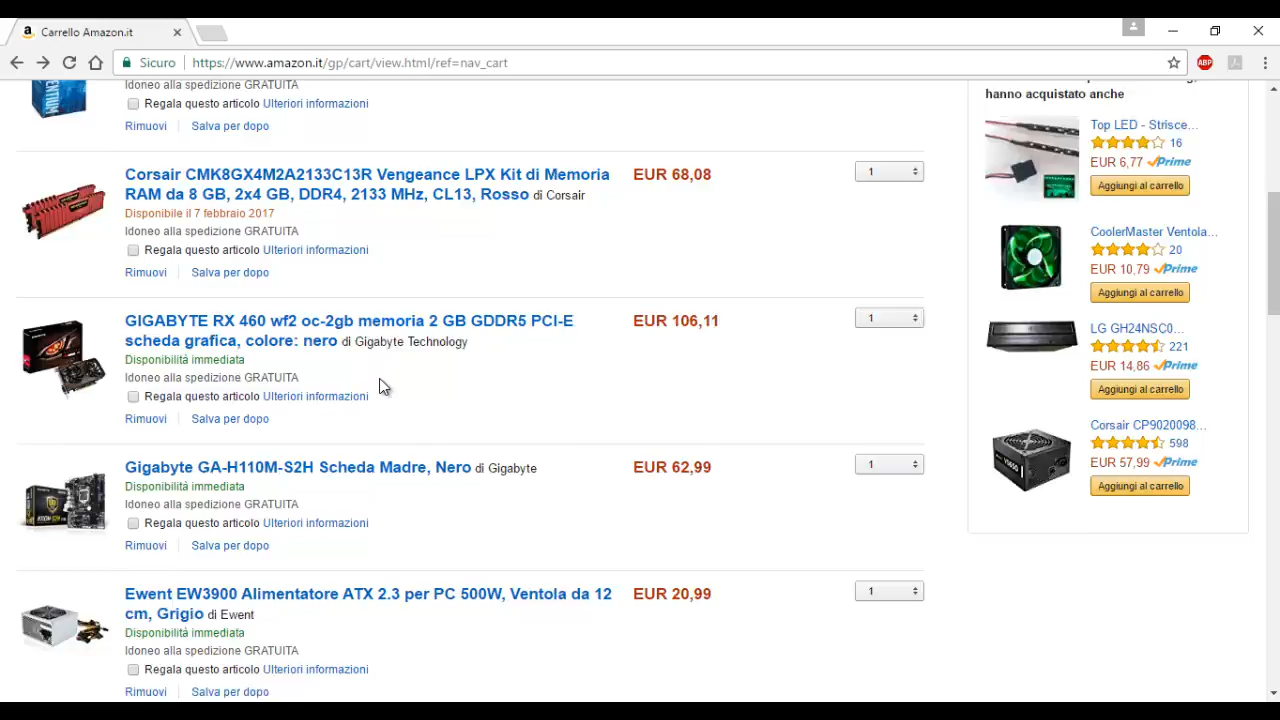 Carrello Amazon.it
Sicuro
https://www.amazon.it/gp/cart/view.html/ref=nav_cart
ABP
Idoneo alla spedizione GRATUITA
Regala questo articolo Ulteriori informazioni
Rimuovi
Salva per dopo
Corsair CMK8GX4M2A2133C13R Vengeance LPX Kit di Memoria
RAM da 8 GB, 2x4 GB, DDR4, 2133 MHz, CL13, Rosso di Corsair
EUR 68,08
1
Disponibile il 7 febbraio 2017
Idoneo alla spedizione GRATUITA
Regala questo articolo Ulteriori informazioni
Rimuovi
Salva per dopo
GIGABYTE RX 460 wf2 oc-2gb memoria 2 GB GDDR5 PCI-E
scheda grafica, colore: nero di Gigabyte Technology
EUR 106,11
1
Disponibilità immediata
Idoneo alla spedizione GRATUITA
Regala questo articolo Ulteriori informazioni
Rimuovi
Salva per dopo
Gigabyte GA-H110M-S2H Scheda Madre, Nero di Gigabyte
EUR 62,99
1
Disponibilità immediata
Idoneo alla spedizione GRATUITA
Regala questo articolo Ulteriori informazioni
Rimuovi
Salva per dopo
Ewent EW3900 Alimentatore ATX 2.3 per PC 500W, Ventola da 12
cm, Grigio di Ewent
EUR 20,99
1
Disponibilità immediata
Idoneo alla spedizione GRATUITA
Regala questo articolo Ulteriori informazioni
Rimuovi
Salva per dopo
hanno acquistato anche
Top LED - Strisce...
16
EUR 6,77 Prime
Aggiungi al carrello
CoolerMaster Ventola...
20
EUR 10,79 Prime
Aggiungi al carrello
LG GH24NSC0...
221
EUR 14,86 Prime
Aggiungi al carrello
Corsair CP9020098...
598
EUR 57,99 Prime
Aggiungi al carrello